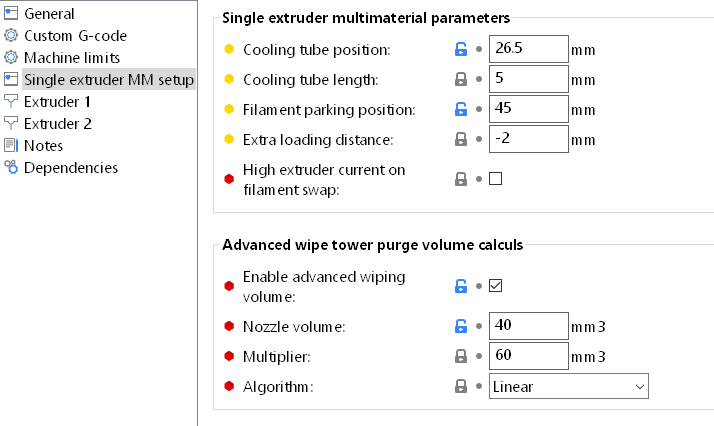 General
Custom G-code
Machine limits
Single extruder MM setup
Extruder 1
Extruder 2
Notes
Dependencies
Single extruder multimaterial parameters
Cooling tube position: 26.5 mm
Cooling tube length: 5 mm
Filament parking position: 45 mm
Extra loading distance: -2 mm
High extruder current on
filament swap:
Advanced wipe tower purge volume calculs
Enable advanced wiping
volume:
Nozzle volume: 40 mm3
Multiplier: 60 mm3
Algorithm: Linear